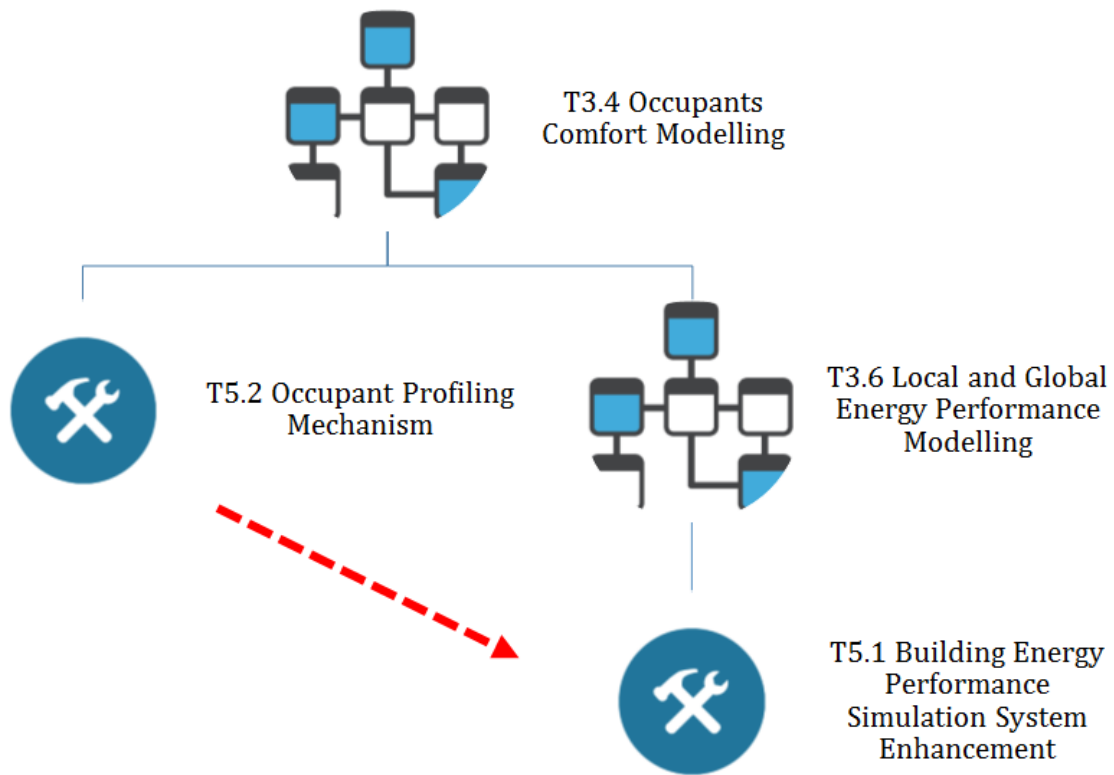 T3.4 Occupants
Comfort Modelling
T5.2 Occupant Profiling
Mechanism
T3.6 Local and Global
Energy Performance
Modelling
T5.1 Building Energy
Performance
Simulation System
Enhancement